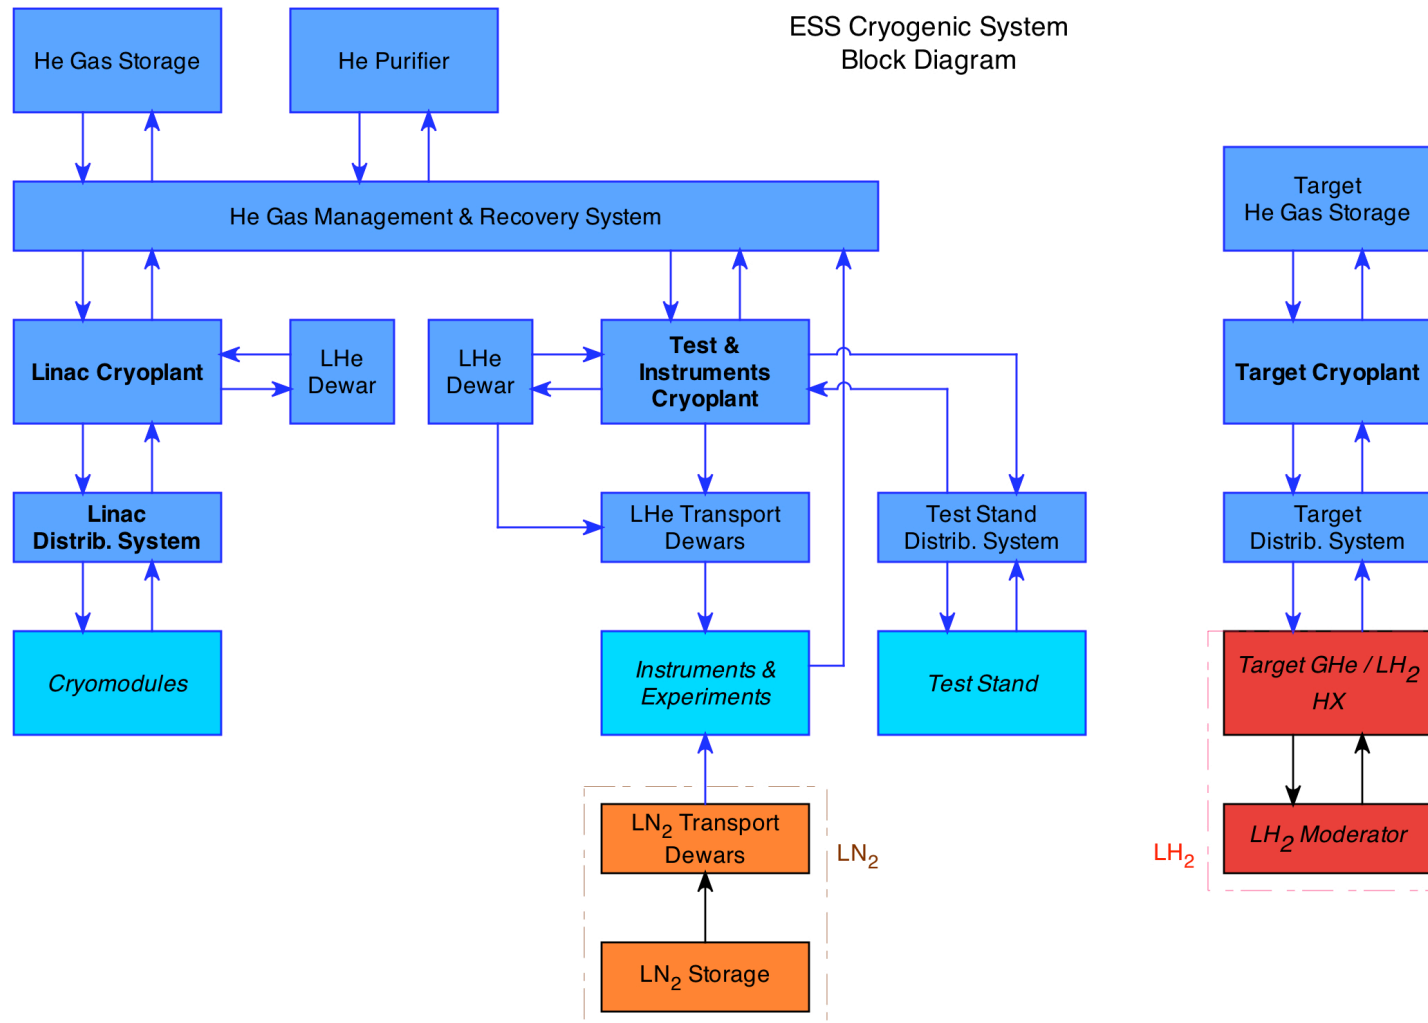 ESS Cryogenic System
Block Diagram
He Gas Storage
He Purifier
Target
He Gas Storage
He Gas Management & Recovery System
Linac Cryoplant
LHe
Dewar
LHe
Dewar
Test &
Instruments
Cryoplant
Target Cryoplant
Linac
Distrib. System
LHe Transport
Dewars
Test Stand
Distrib. System
Target
Distrib. System
Cryomodules
Instruments &
Experiments
Test Stand
Target GHe / LH2
HX
LN2 Transport
Dewars
LN2
LH2
LH2 Moderator
LN2 Storage